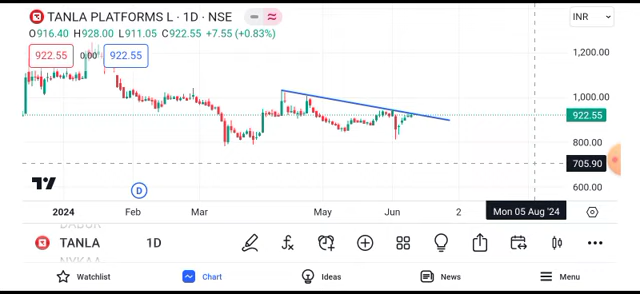 TANLA PLATFORMS L · 1D · NSE
INR
O916.40 H928.00 L911.05 C922.55 +7.55 (+0.83%)
922.55 0.00 922.55
1,200.00
1,000.00
922.55
800.00
705.90
600.00
D
2024 Feb Mar May Jun 2 Mon 05 Aug '24
DABUR
TANLA 1D
NYKAA
Watchlist Chart Ideas News Menu